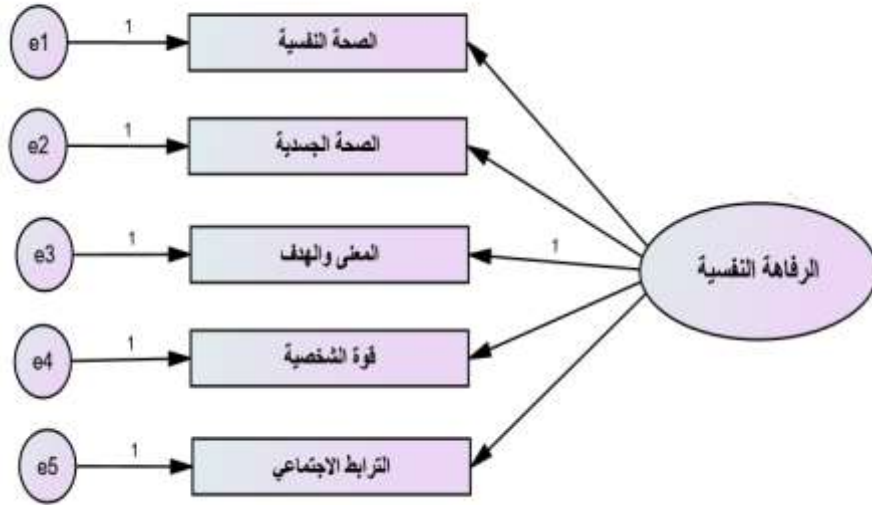 e1 1 الصحة النفسية
e2 1 الصحة الجسدية
e3 1 المعنى والهدف 1 الرفاهة النفسية
e4 1 قوة الشخصية
e5 1 الترابط الاجتماعي